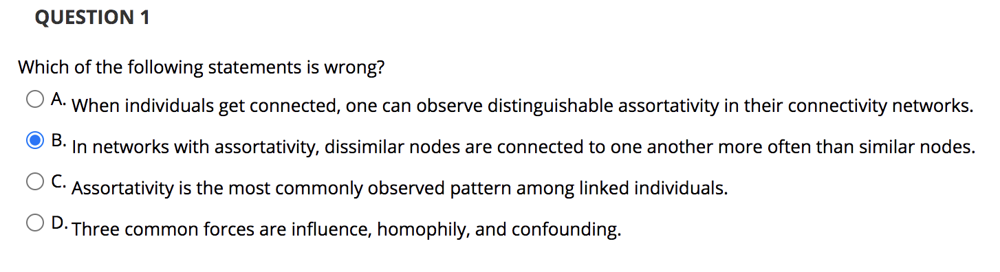 QUESTION 1
Which of the following statements is wrong?
A. When individuals get connected, one can observe distinguishable assortativity in their connectivity networks.
B. In networks with assortativity, dissimilar nodes are connected to one another more often than similar nodes.
C. Assortativity is the most commonly observed pattern among linked individuals.
D. Three common forces are influence, homophily, and confounding.